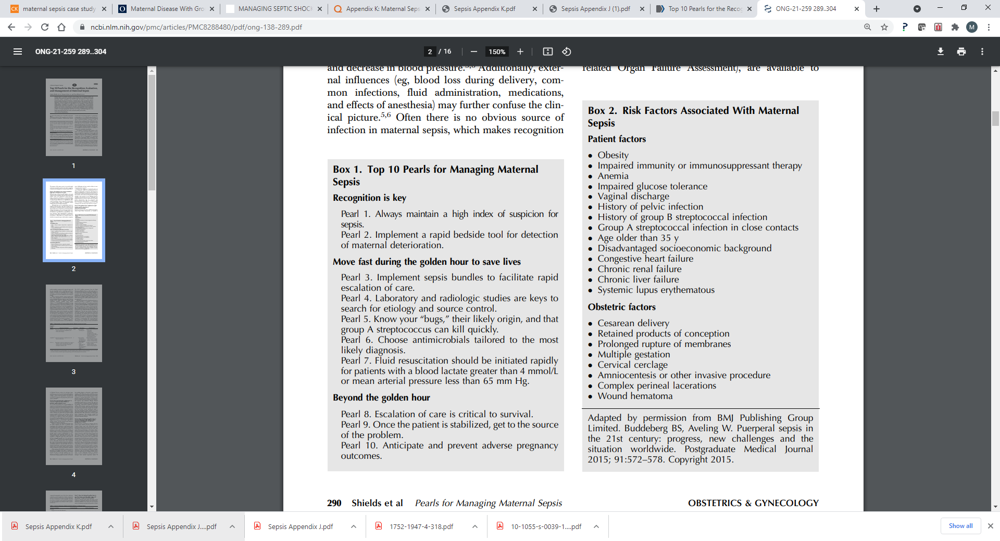 maternal sepsis case study
Maternal Disease With Gro
MANAGING SEPTIC SHOC
Appendix K: Maternal Seps
Sepsis Appendix K.pdf
Sepsis Appendix J (1).pdf
Top 10 Pearls for the Recog
ONG-21-259 289..304
ncbi.nlm.nih.gov/pmc/articles/PMC8288480/pdf/ong-138-289.pdf
M
ONG-21-259 289..304
2 / 16
150%
1
2
3
4
and decrease in blood pressure.5,6 Additionally, exter-
nal influences (eg, blood loss during delivery, com-
mon infections, fluid administration, medications,
and effects of anesthesia) may further confuse the clin-
ical picture.5,6 Often there is no obvious source of
infection in maternal sepsis, which makes recognition
Box 1. Top 10 Pearls for Managing Maternal
Sepsis
Recognition is key
Pearl 1. Always maintain a high index of suspicion for
sepsis.
Pearl 2. Implement a rapid bedside tool for detection
of maternal deterioration.
Move fast during the golden hour to save lives
Pearl 3. Implement sepsis bundles to facilitate rapid
escalation of care.
Pearl 4. Laboratory and radiologic studies are keys to
search for etiology and source control.
Pearl 5. Know your “bugs,” their likely origin, and that
group A streptococcus can kill quickly.
Pearl 6. Choose antimicrobials tailored to the most
likely diagnosis.
Pearl 7. Fluid resuscitation should be initiated rapidly
for patients with a blood lactate greater than 4 mmol/L
or mean arterial pressure less than 65 mm Hg.
Beyond the golden hour
Pearl 8. Escalation of care is critical to survival.
Pearl 9. Once the patient is stabilized, get to the source
of the problem.
Pearl 10. Anticipate and prevent adverse pregnancy
outcomes.
related Organ Failure Assessment), are available to
Box 2. Risk Factors Associated With Maternal
Sepsis
Patient factors
• Obesity
• Impaired immunity or immunosuppressant therapy
• Anemia
• Impaired glucose tolerance
• Vaginal discharge
• History of pelvic infection
• History of group B streptococcal infection
• Group A streptococcal infection in close contacts
• Age older than 35 y
• Disadvantaged socioeconomic background
• Congestive heart failure
• Chronic renal failure
• Chronic liver failure
• Systemic lupus erythematous
Obstetric factors
• Cesarean delivery
• Retained products of conception
• Prolonged rupture of membranes
• Multiple gestation
• Cervical cerclage
• Amniocentesis or other invasive procedure
• Complex perineal lacerations
• Wound hematoma
Adapted by permission from BMJ Publishing Group
Limited. Buddeberg BS, Aveling W. Puerperal sepsis in
the 21st century: progress, new challenges and the
situation worldwide. Postgraduate Medical Journal
2015; 91:572–578. Copyright 2015.
290 Shields et al Pearls for Managing Maternal Sepsis
OBSTETRICS & GYNECOLOGY
Sepsis Appendix K.pdf
Sepsis Appendix J....pdf
Sepsis Appendix J.pdf
1752-1947-4-318.pdf
10-1055-s-0039-1....pdf
Show all